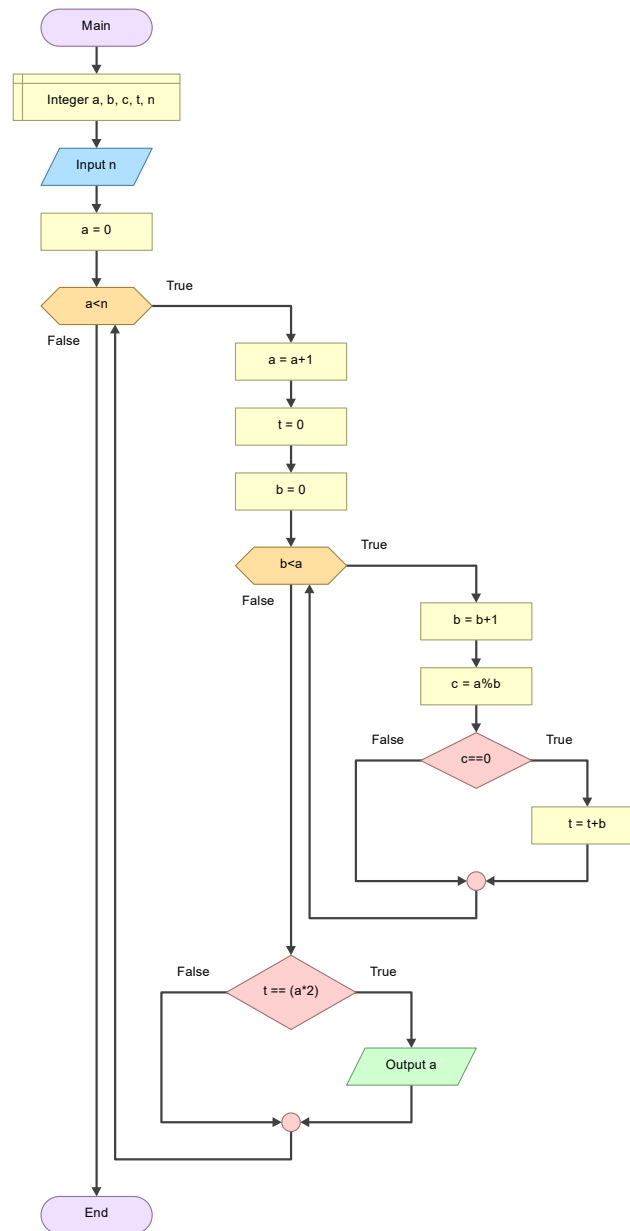 Main
Integer a, b, c, t, n
Input n
a = 0
a<n
True
False
a = a+1
t = 0
b = 0
b<a
True
False
b = b+1
c = a%b
c==0
False
True
t = t+b
t == (a*2)
False
True
Output a
End